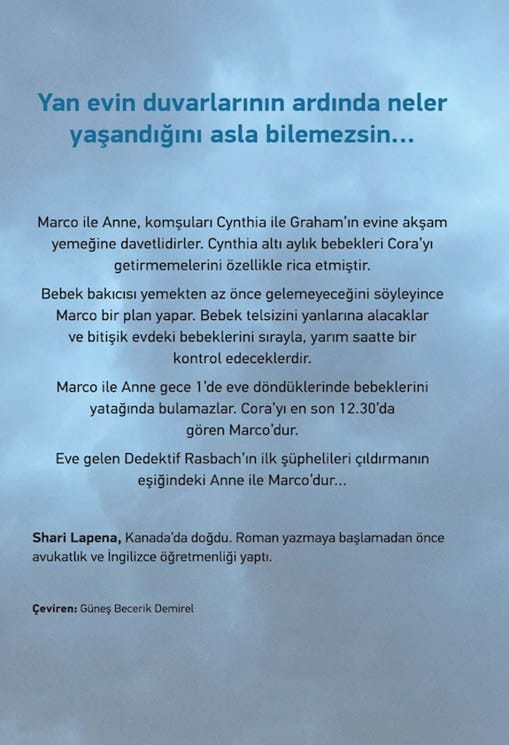 Yan evin duvarlarının ardında neler
yaşandığını asla bilemezsin...
Marco ile Anne, komşuları Cynthia ile Graham’ın evine akşam
yemeğine davetlidirler. Cynthia altı aylık bebekleri Cora’yı
getirmemelerini özellikle rica etmiştir.
Bebek bakıcısı yemekten az önce gelemeyeceğini söyleyince
Marco bir plan yapar. Bebek telsizini yanlarına alacaklar
ve bitişik evdeki bebeklerini sırayla, yarım saatte bir
kontrol edeceklerdir.
Marco ile Anne gece 1’de eve döndüklerinde bebeklerini
yatağında bulamazlar. Cora’yı en son 12.30’da
gören Marco’dur.
Eve gelen Dedektif Rasbach’ın ilk şüphelileri çıldırmanın
eşiğindeki Anne ile Marco’dur...
Shari Lapena, Kanada’da doğdu. Roman yazmaya başlamadan önce
avukatlık ve İngilizce öğretmenliği yaptı.
Çeviren: Güneş Becerik Demirel